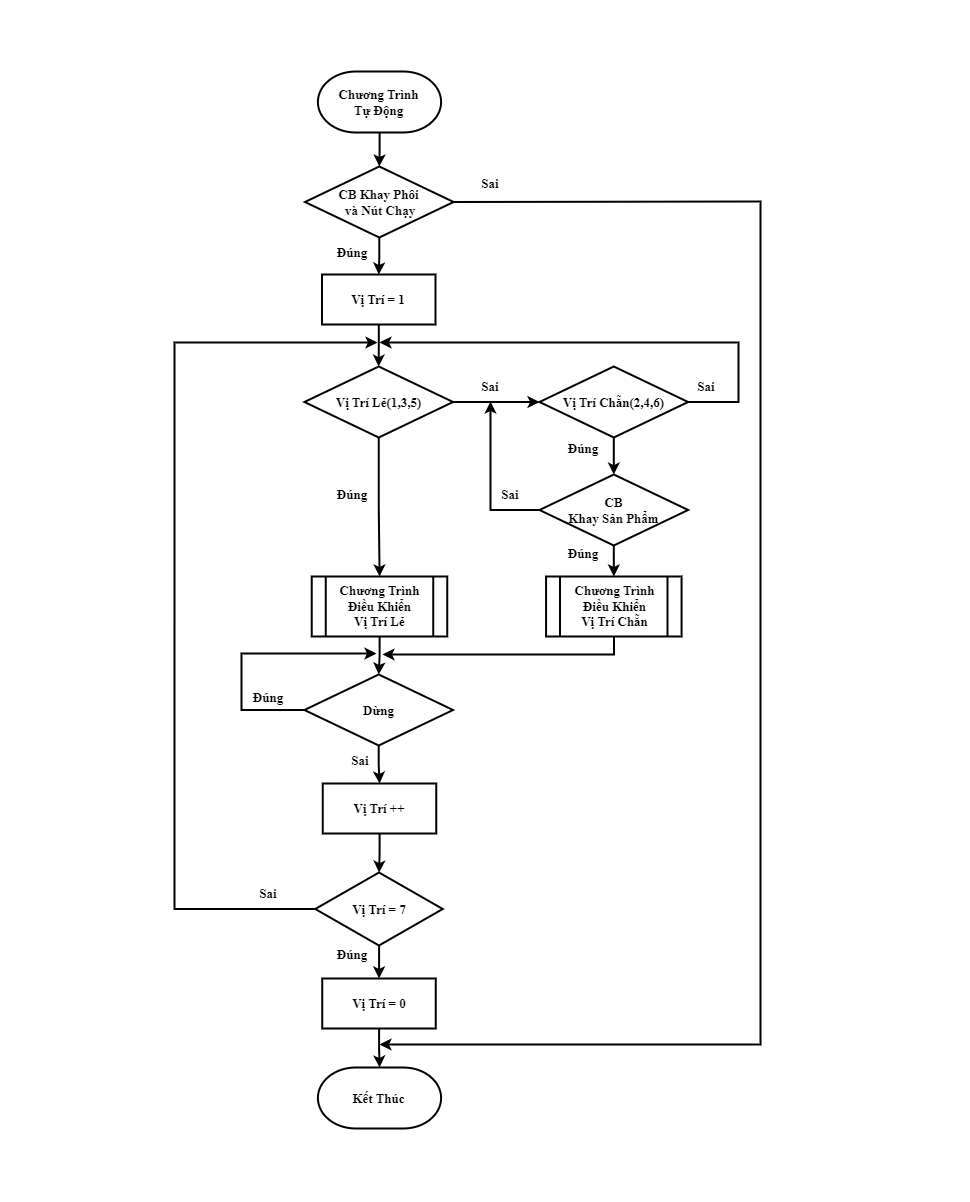 Chương Trình
Tự Động
Sai
CB Khay Phôi
và Nút Chạy
Đúng
Vị Trí = 1
Sai
Sai
Vị Trí Lẻ(1,3,5)
Vị Trí Chẵn(2,4,6)
Đúng
Đúng
Sai
CB
Khay Sản Phẩm
Đúng
Chương Trình
Điều Khiển
Vị Trí Lẻ
Chương Trình
Điều Khiển
Vị Trí Chẵn
Đúng
Dừng
Sai
Vị Trí ++
Sai
Vị Trí = 7
Đúng
Vị Trí = 0
Kết Thúc